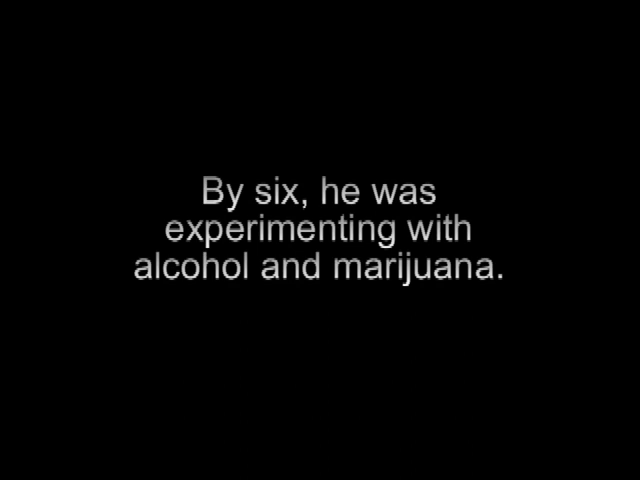 By six, he was
experimenting with
alcohol and marijuana.